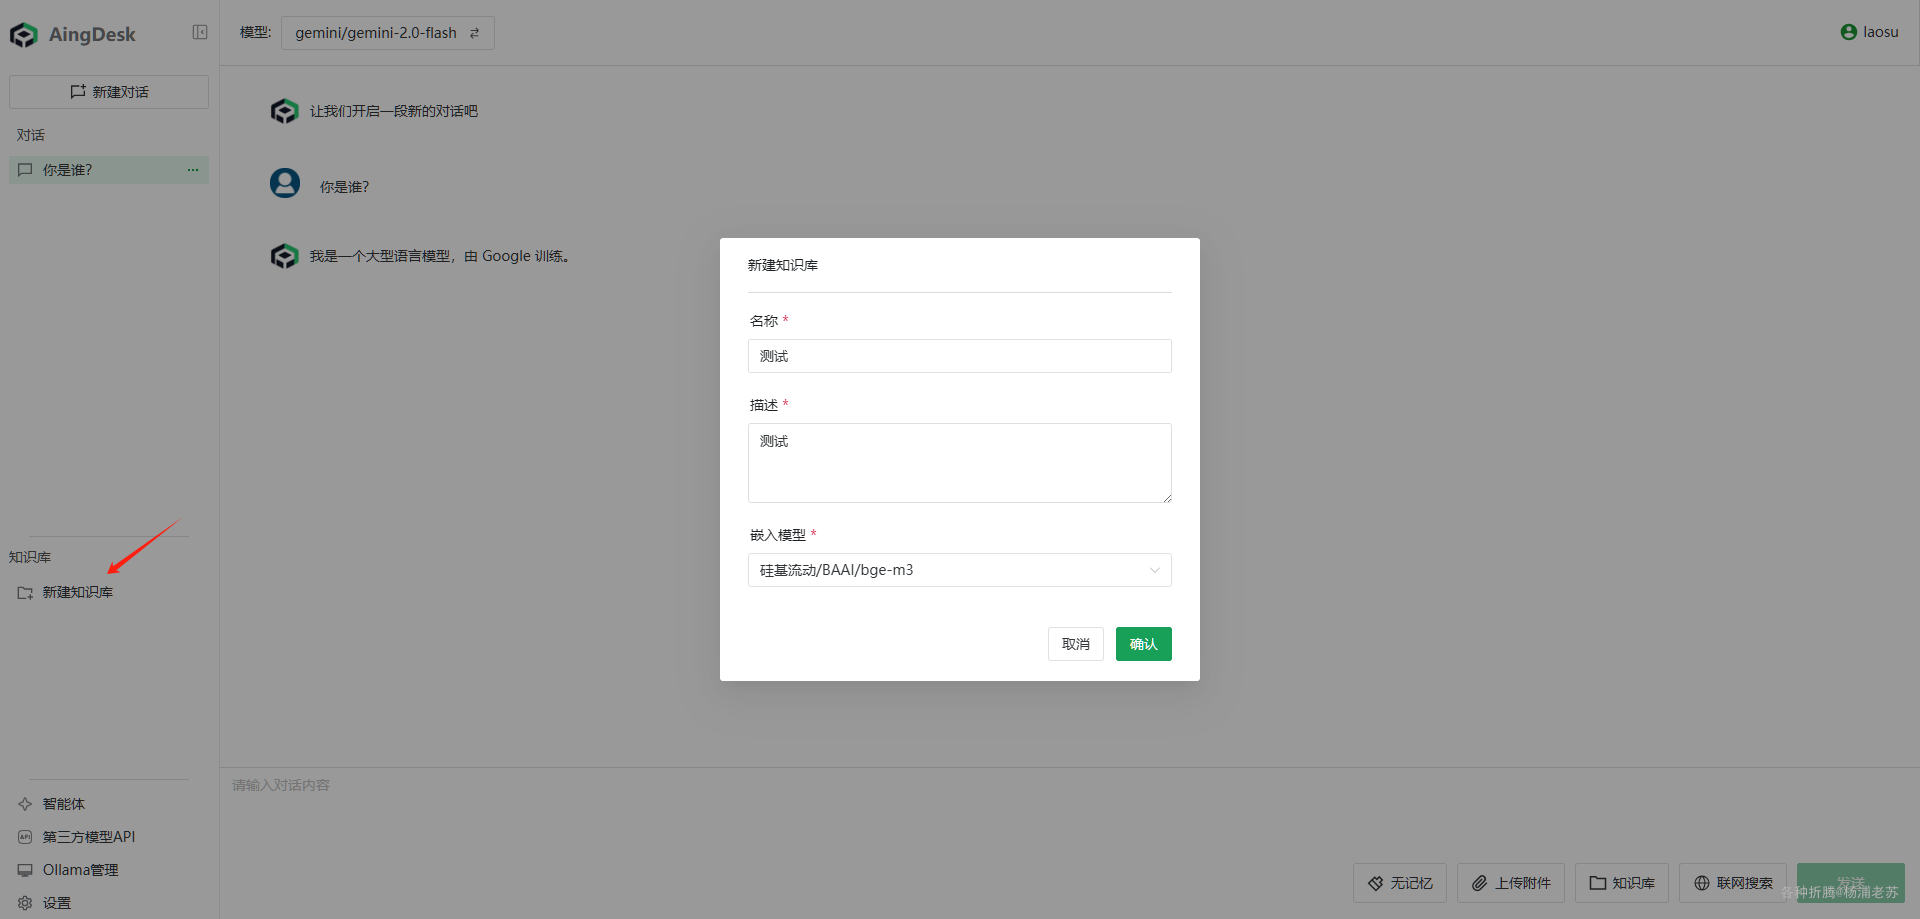 AingDesk
新建对话
对话
你是谁?
···
知识库
新建知识库
智能体
API 第三方模型API
Ollama管理
设置
模型: gemini/gemini-2.0-flash
laosu
让我们开启一段新的对话吧
你是谁?
我是一个大型语言模型，由 Google 训练。
新建知识库
名称 *
测试
描述 *
测试
嵌入模型 *
硅基流动/BAAI/bge-m3
取消 确认
请输入对话内容
无记忆 上传附件 知识库 联网搜索 发送
各种折腾@杨浦老苏